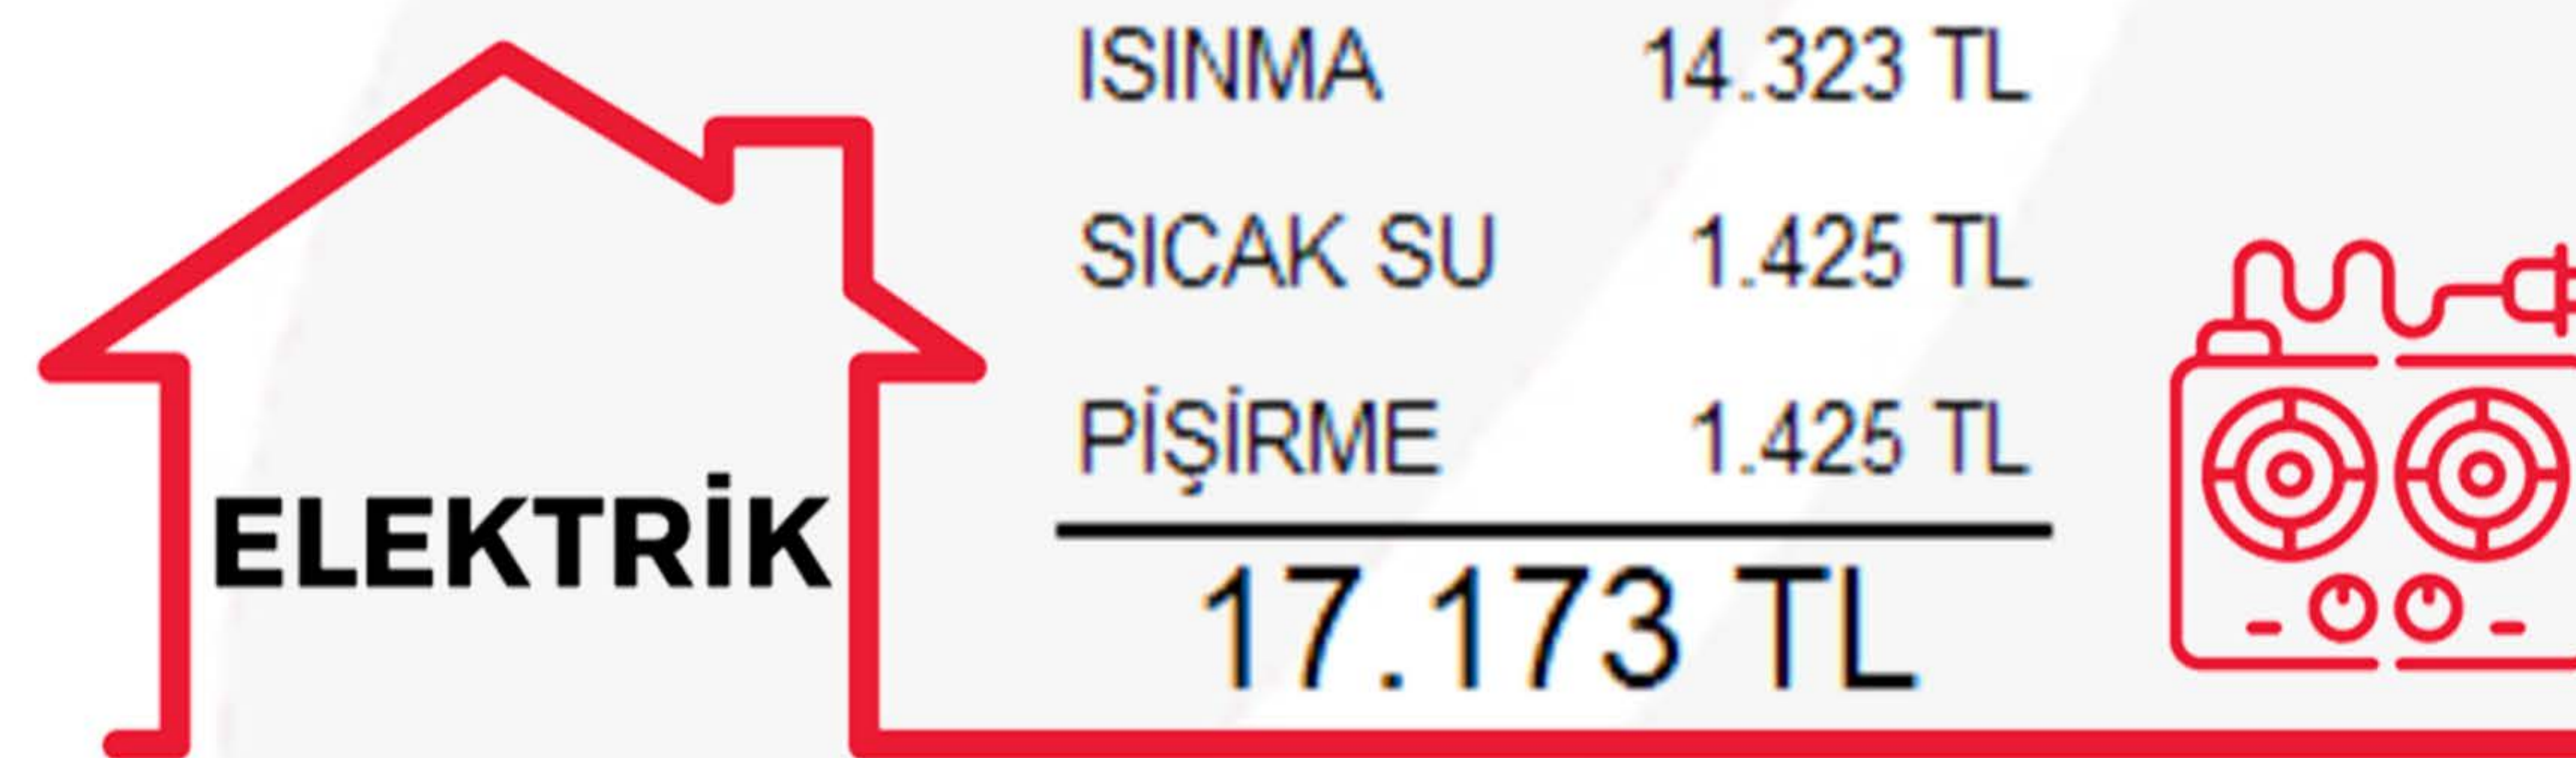 ISINMA 14.323 TL
SICAK SU 1.425 TL
PİŞİRME 1.425 TL
ELEKTRİK
17.173 TL